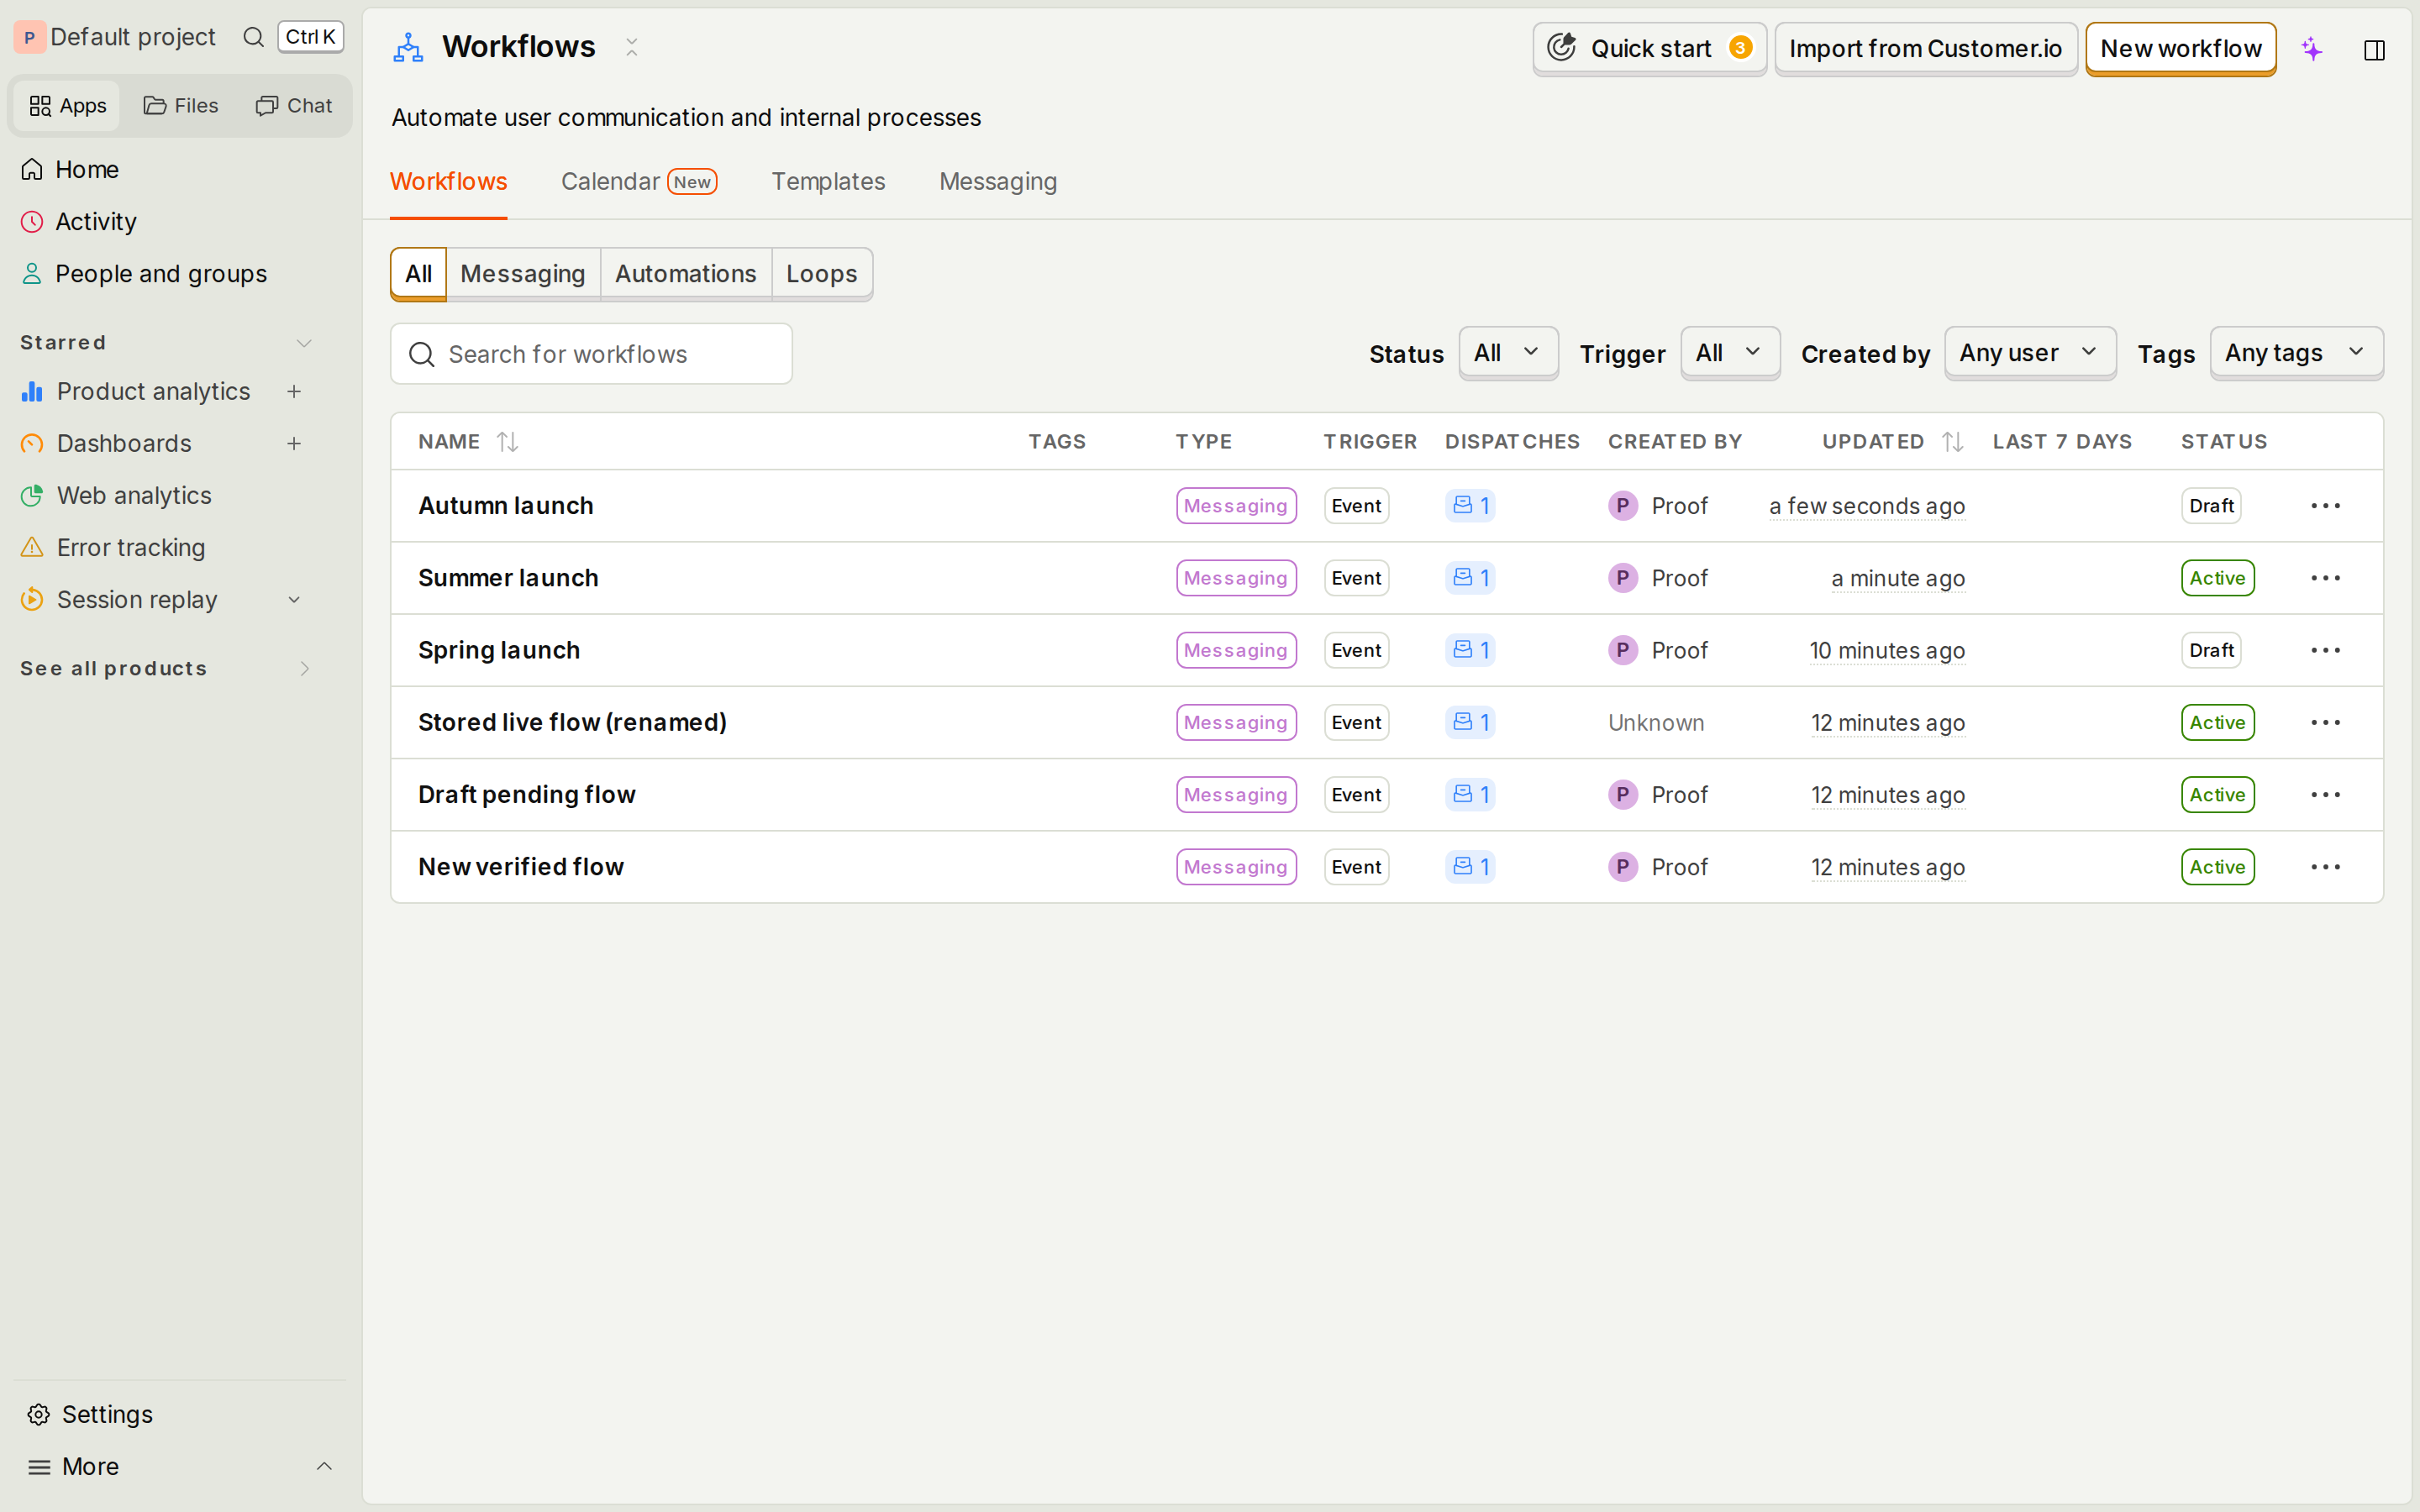 P Default project Ctrl K
Apps Files Chat
Home
Activity
People and groups
Starred
Product analytics
Dashboards
Web analytics
Error tracking
Session replay
See all products
Settings
More
Workflows
Quick start 3 Import from Customer.io New workflow
Automate user communication and internal processes
Workflows Calendar New Templates Messaging
All Messaging Automations Loops
Search for workflows Status All Trigger All Created by Any user Tags Any tags
NAME TAGS TYPE TRIGGER DISPATCHES CREATED BY UPDATED LAST 7 DAYS STATUS
Autumn launch Messaging Event 1 P Proof a few seconds ago Draft
Summer launch Messaging Event 1 P Proof a minute ago Active
Spring launch Messaging Event 1 P Proof 10 minutes ago Draft
Stored live flow (renamed) Messaging Event 1 Unknown 12 minutes ago Active
Draft pending flow Messaging Event 1 P Proof 12 minutes ago Active
New verified flow Messaging Event 1 P Proof 12 minutes ago Active